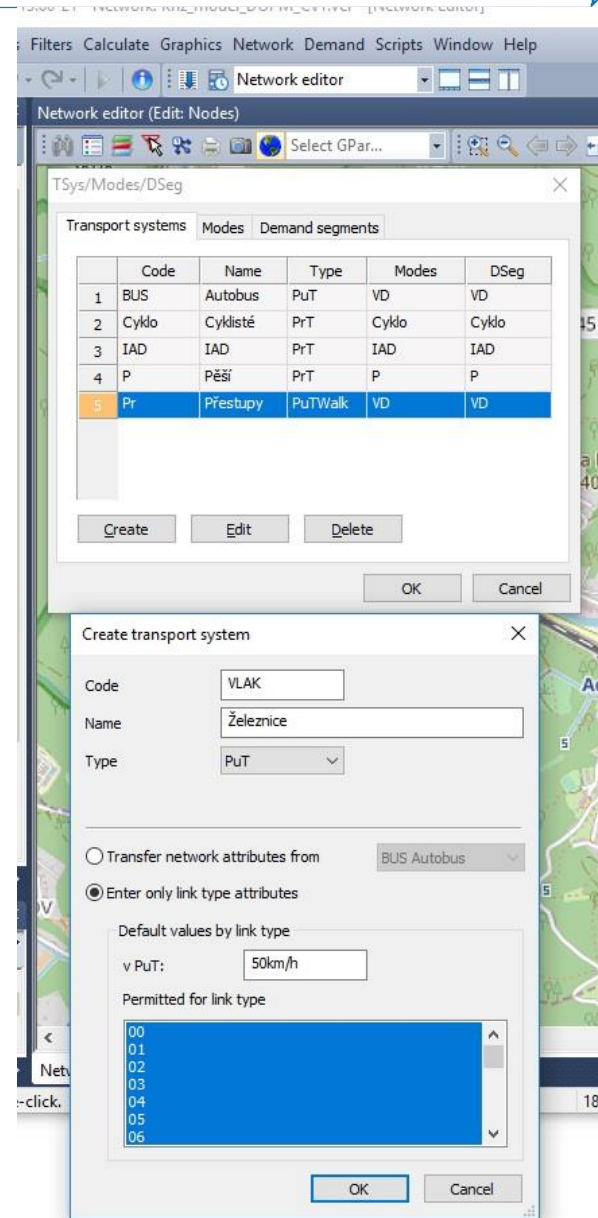 Filters Calculate Graphics Network Demand Scripts Window Help
Network editor
Network editor (Edit: Nodes)
Select GPar...
TSys/Modes/DSeg
Transport systems Modes Demand segments
Code Name Type Modes DSeg
1 BUS Autobus PuT VD VD
2 Cyklo Cyklisté PrT Cyklo Cyklo
3 IAD IAD PrT IAD IAD
4 P Pěší PrT P P
5 Pr Přestupy PuTWalk VD VD
Create Edit Delete
OK Cancel
Create transport system
Code VLAK
Name Železnice
Type PuT
Transfer network attributes from BUS Autobus
Enter only link type attributes
Default values by link type
v PuT: 50km/h
Permitted for link type
00
01
02
03
04
05
06
OK Cancel